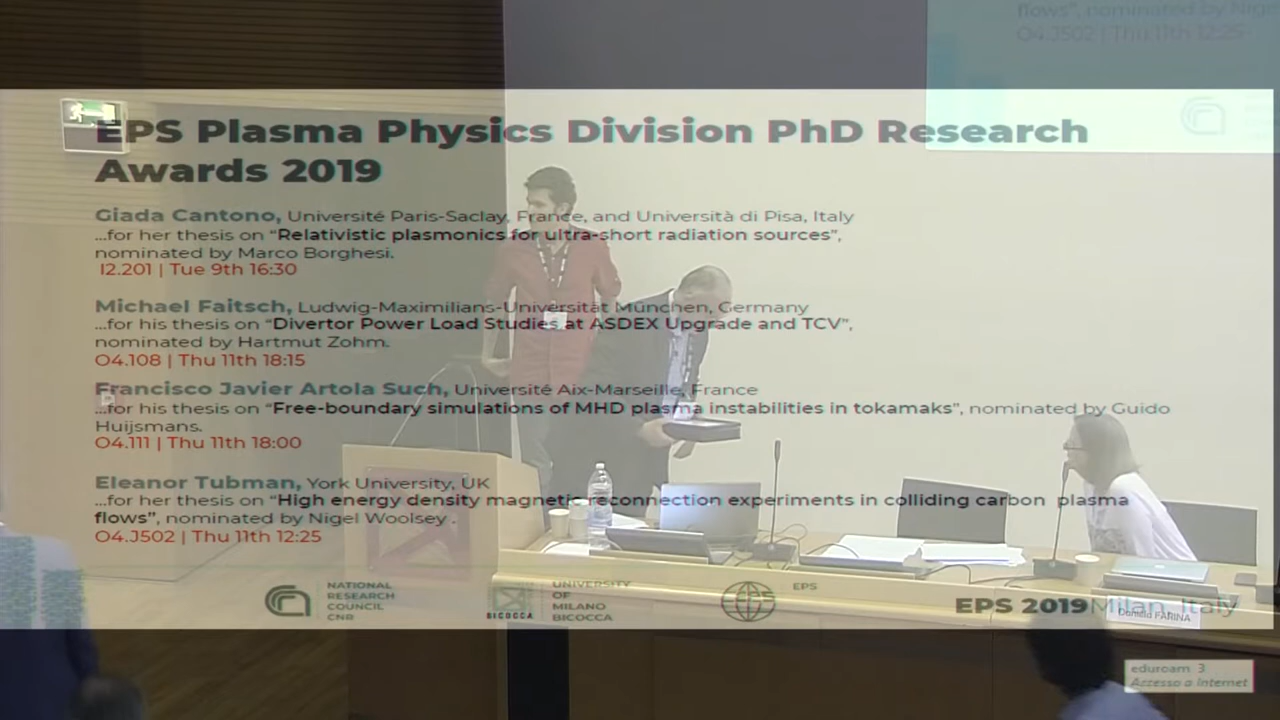 flows", nominated by Nige
O4.J502 | Thu 11th 12:25
EPS Plasma Physics Division PhD Research
Awards 2019
Giada Cantono, Université Paris-Saclay, France, and Università di Pisa, Italy
...for her thesis on “Relativistic plasmonics for ultra-short radiation sources”,
nominated by Marco Borghesi.
I2.201 | Tue 9th 16:30
Michael Faitsch, Ludwig-Maximilians-Universität München, Germany
...for his thesis on “Divertor Power Load Studies at ASDEX Upgrade and TCV”,
nominated by Hartmut Zohm.
O4.108 | Thu 11th 18:15
Francisco Javier Artola Such, Université Aix-Marseille, France
...for his thesis on “Free-boundary simulations of MHD plasma instabilities in tokamaks”, nominated by Guido
Huijsmans.
O4.111 | Thu 11th 18:00
Eleanor Tubman, York University, UK
...for her thesis on “High energy density magnetic reconnection experiments in colliding carbon plasma
flows”, nominated by Nigel Woolsey .
O4.J502 | Thu 11th 12:25
NATIONAL
RESEARCH
COUNCIL
CNR
BICOCCA
UNIVERSITY
OF
MILANO
BICOCCA
EPS
EPS
EPS 2019 Milan, Italy
Daniela FARINA
eduroam 3
Accesso a Internet